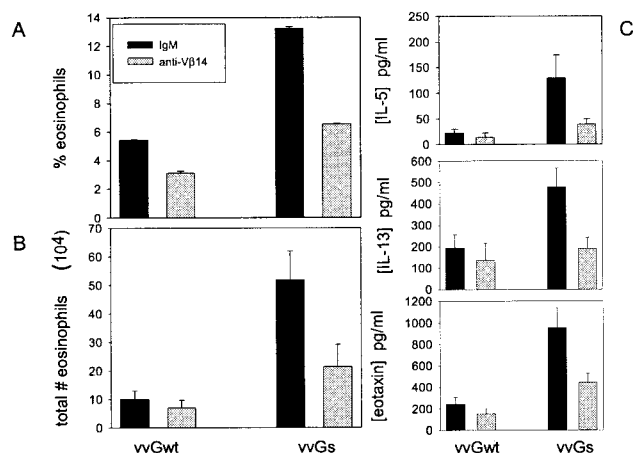 A
% eosinophils
14
12
10
8
6
4
2
0
IgM
anti-Vβ14
B
total # eosinophils (10⁴)
70
60
50
40
30
20
10
0
vvGwt
vvGs
C
[IL-5] pg/ml
250
200
150
100
50
0
[IL-13] pg/ml
600
500
400
300
200
100
0
[eotaxin] pg/ml
1200
1000
800
600
400
200
0
vvGwt
vvGs